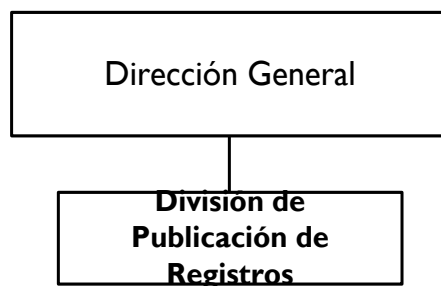 Dirección General
División de
Publicación de
Registros